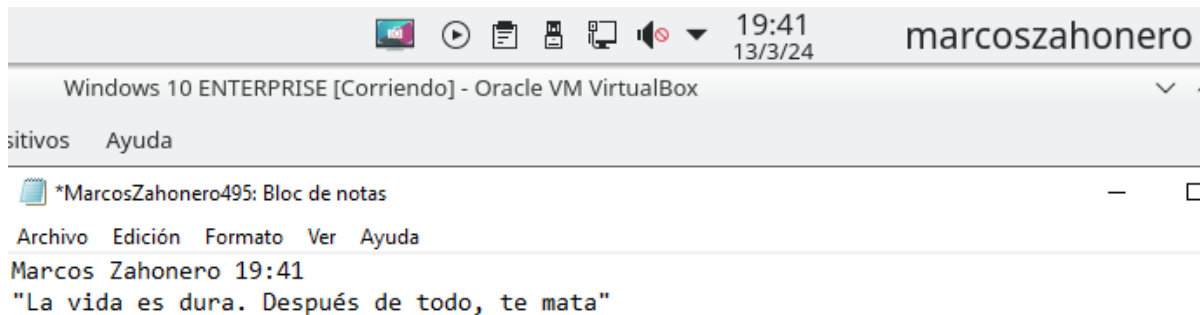 19:41
13/3/24
marcoszahonero
Windows 10 ENTERPRISE [Corriendo] - Oracle VM VirtualBox
sitivos Ayuda
*MarcosZahonero495: Bloc de notas
Archivo Edición Formato Ver Ayuda
Marcos Zahonero 19:41
"La vida es dura. Después de todo, te mata"